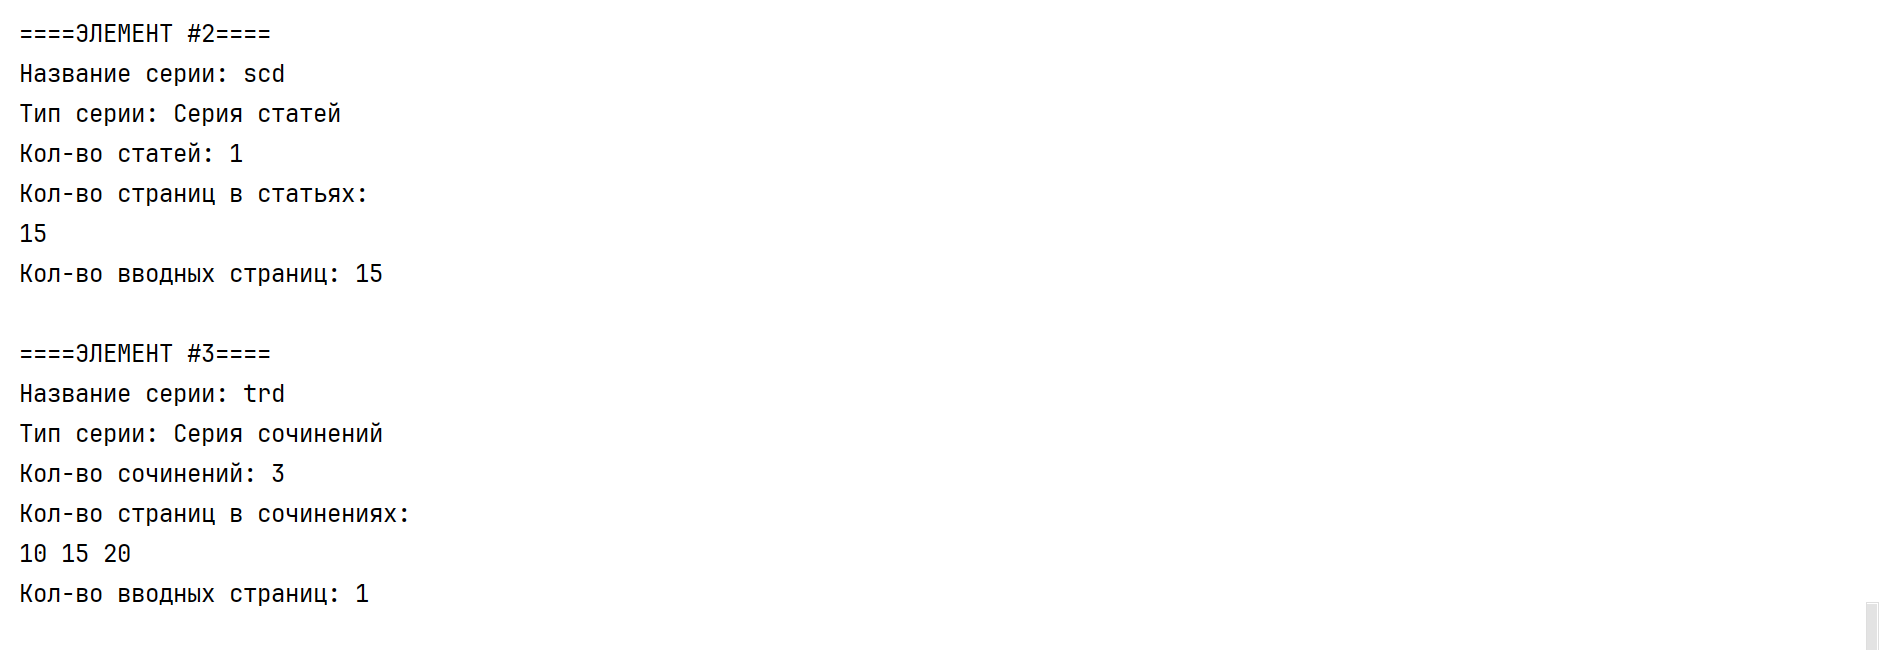 ====ЭЛЕМЕНТ #2====
Название серии: scd
Тип серии: Серия статей
Кол-во статей: 1
Кол-во страниц в статьях:
15
Кол-во вводных страниц: 15
====ЭЛЕМЕНТ #3====
Название серии: trd
Тип серии: Серия сочинений
Кол-во сочинений: 3
Кол-во страниц в сочинениях:
10 15 20
Кол-во вводных страниц: 1